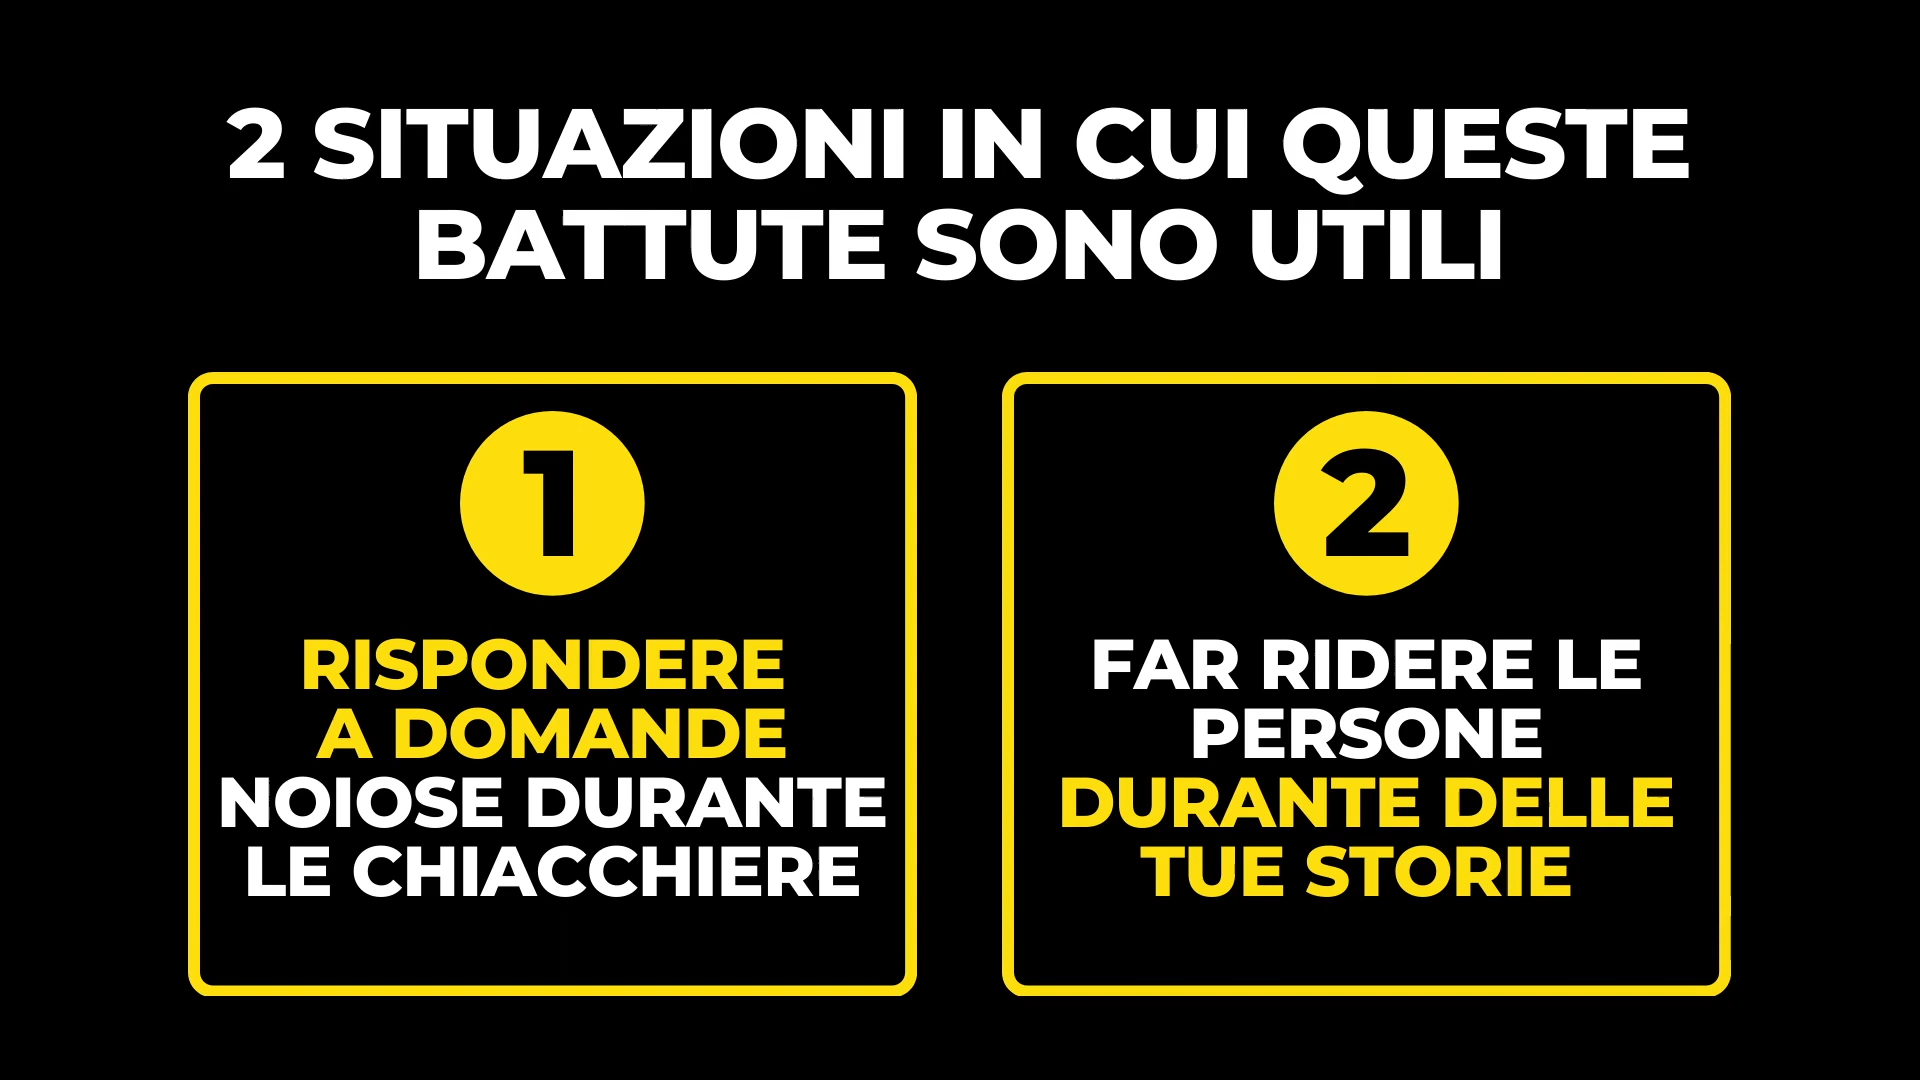 2 SITUAZIONI IN CUI QUESTE
BATTUTE SONO UTILI
1
RISPONDERE
A DOMANDE
NOIOSE DURANTE
LE CHIACCHIERE
2
FAR RIDERE LE
PERSONE
DURANTE DELLE
TUE STORIE